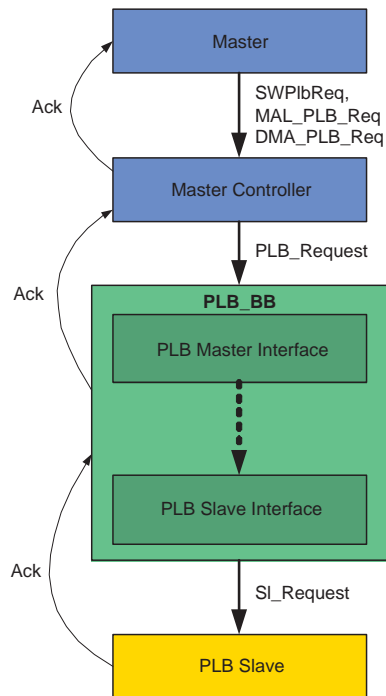 Master
Ack
SWPlbReq,
MAL_PLB_Req
DMA_PLB_Req
Master Controller
Ack
PLB_Request
PLB_BB
PLB Master Interface
PLB Slave Interface
Ack
Sl_Request
PLB Slave